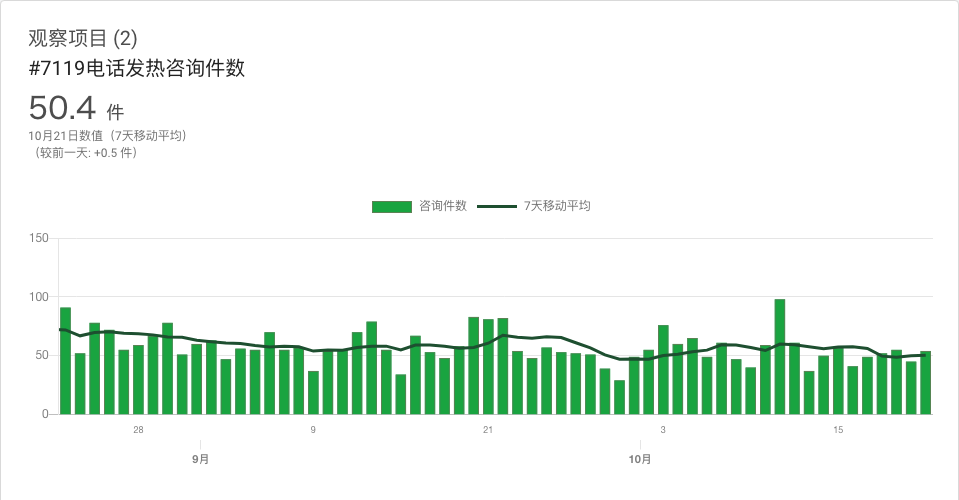 观察项目 (2)
#7119电话发热咨询件数
50.4 件
10月21日数值（7天移动平均）
（较前一天: +0.5 件）
咨询件数 7天移动平均
150
100
50
0
28 9 21 3 15
9月 10月